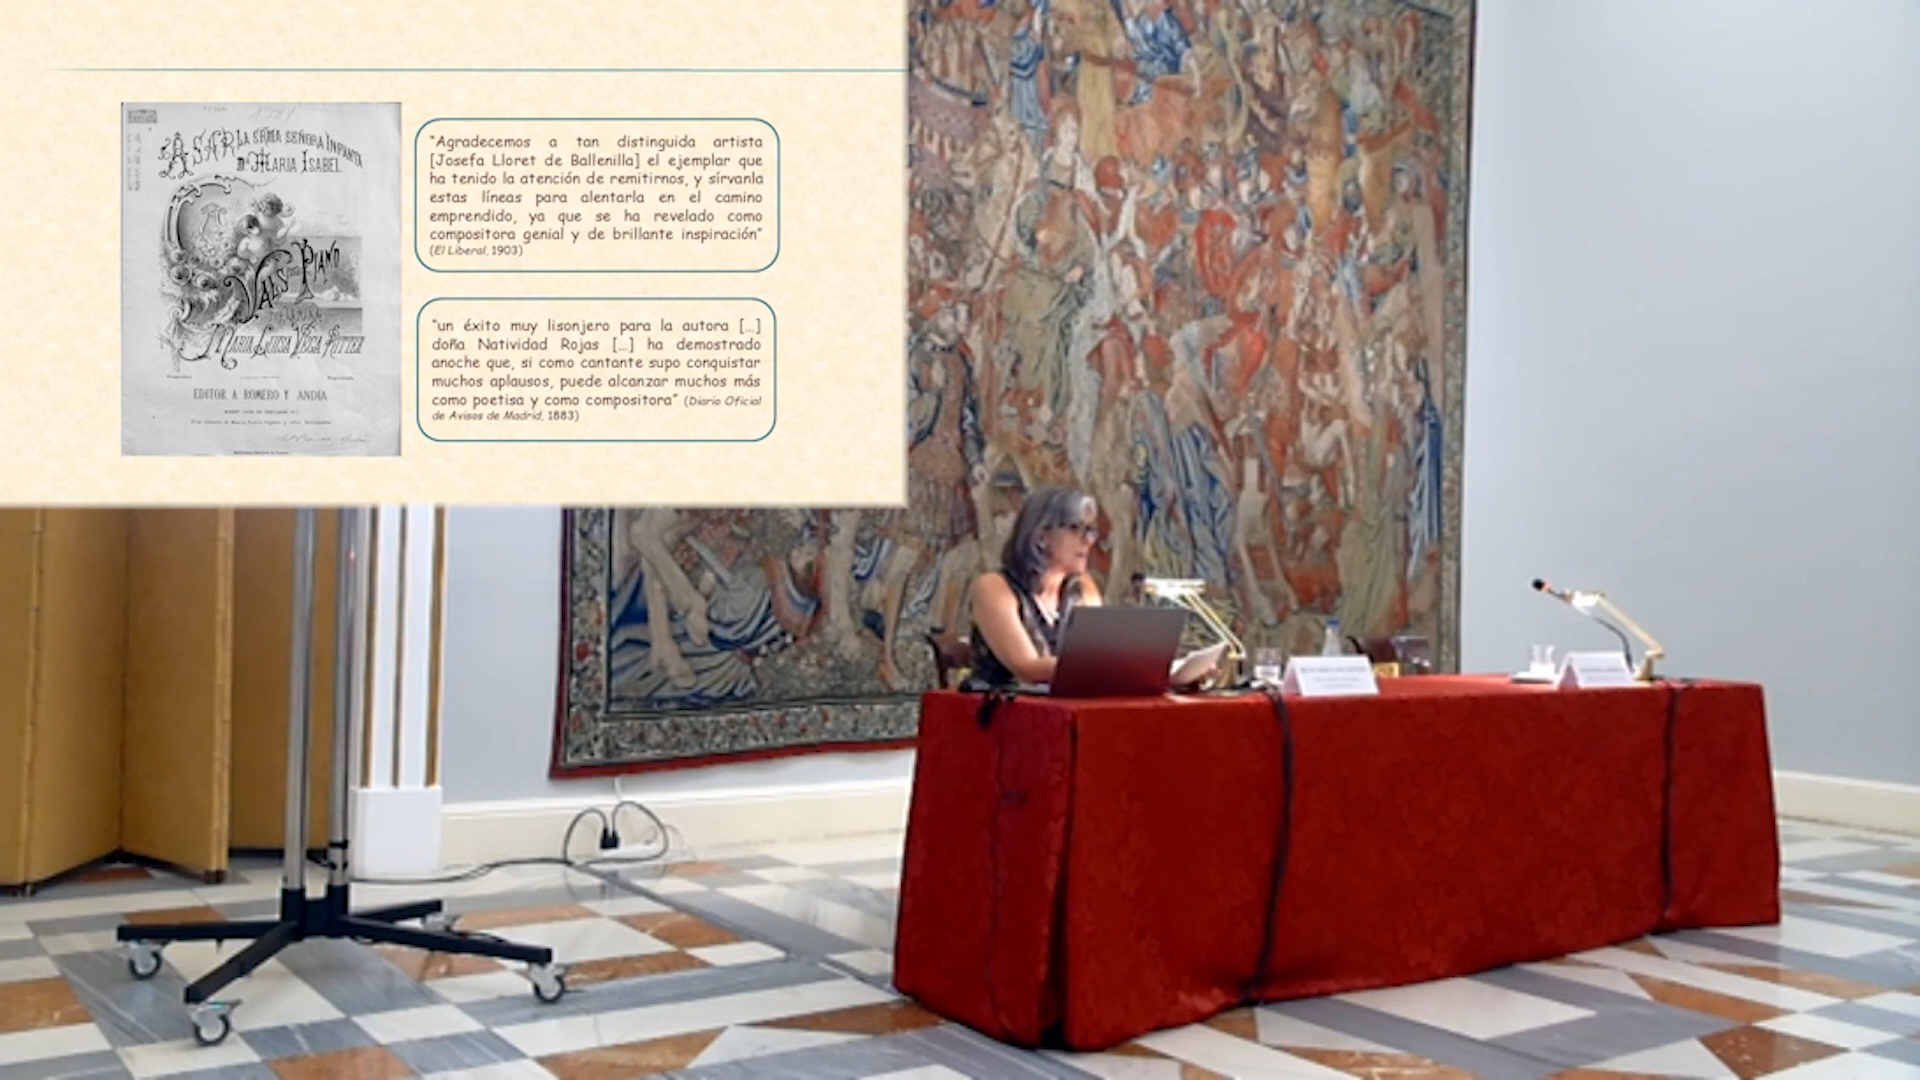 A S.A.R. LA SRMA SEÑORA INFANTA
Dª MARIA ISABEL
VALS PARA PIANO
MARIA LUISA VEGA RITTER
EDITOR A ROMERO Y ANDIA
“Agradecemos a tan distinguida artista
[Josefa Lloret de Ballenilla] el ejemplar que
ha tenido la atención de remitirnos, y sírvanla
estas líneas para alentarla en el camino
emprendido, ya que se ha revelado como
compositora genial y de brillante inspiración”
(El Liberal, 1903)
“un éxito muy lisonjero para la autora [...]
doña Natividad Rojas [...] ha demostrado
anoche que, si como cantante supo conquistar
muchos aplausos, puede alcanzar muchos más
como poetisa y como compositora” (Diario Oficial
de Avisos de Madrid, 1883)